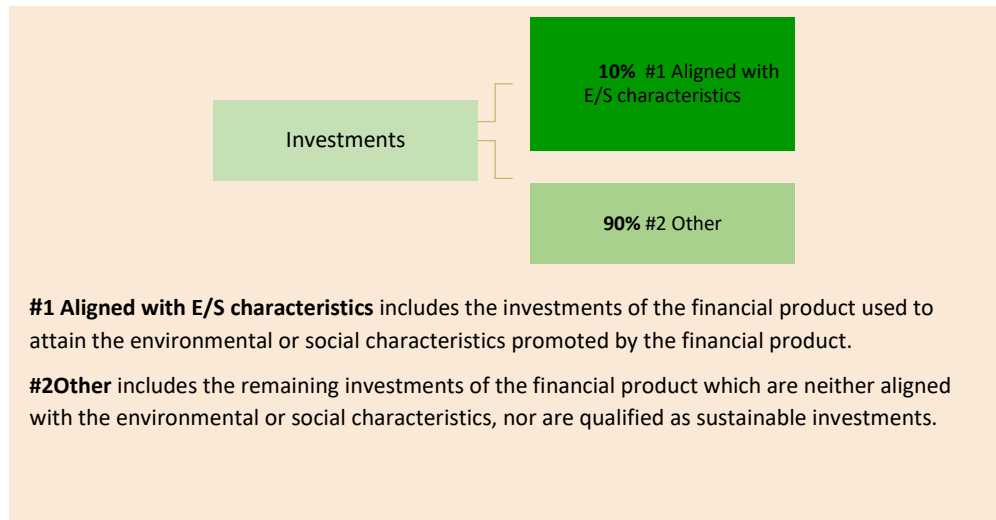 10% #1 Aligned with
E/S characteristics
Investments
90% #2 Other
#1 Aligned with E/S characteristics includes the investments of the financial product used to
attain the environmental or social characteristics promoted by the financial product.
#2Other includes the remaining investments of the financial product which are neither aligned
with the environmental or social characteristics, nor are qualified as sustainable investments.